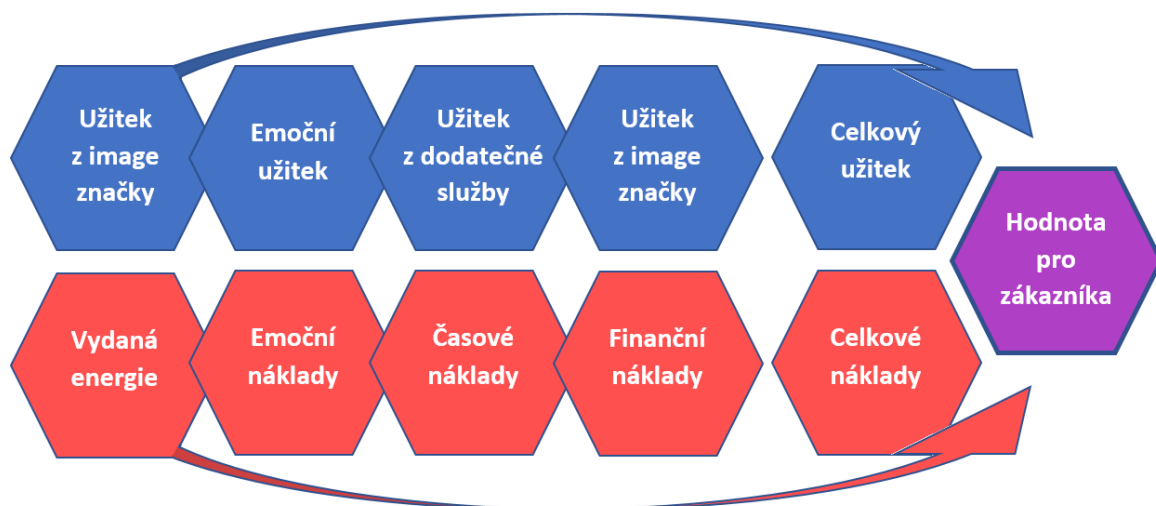 Užitek
z image
značky
Emoční
užitek
Užitek
z dodatečné
služby
Užitek
z image
značky
Celkový
užitek
Hodnota
pro
zákazníka
Vydaná
energie
Emoční
náklady
Časové
náklady
Finanční
náklady
Celkové
náklady